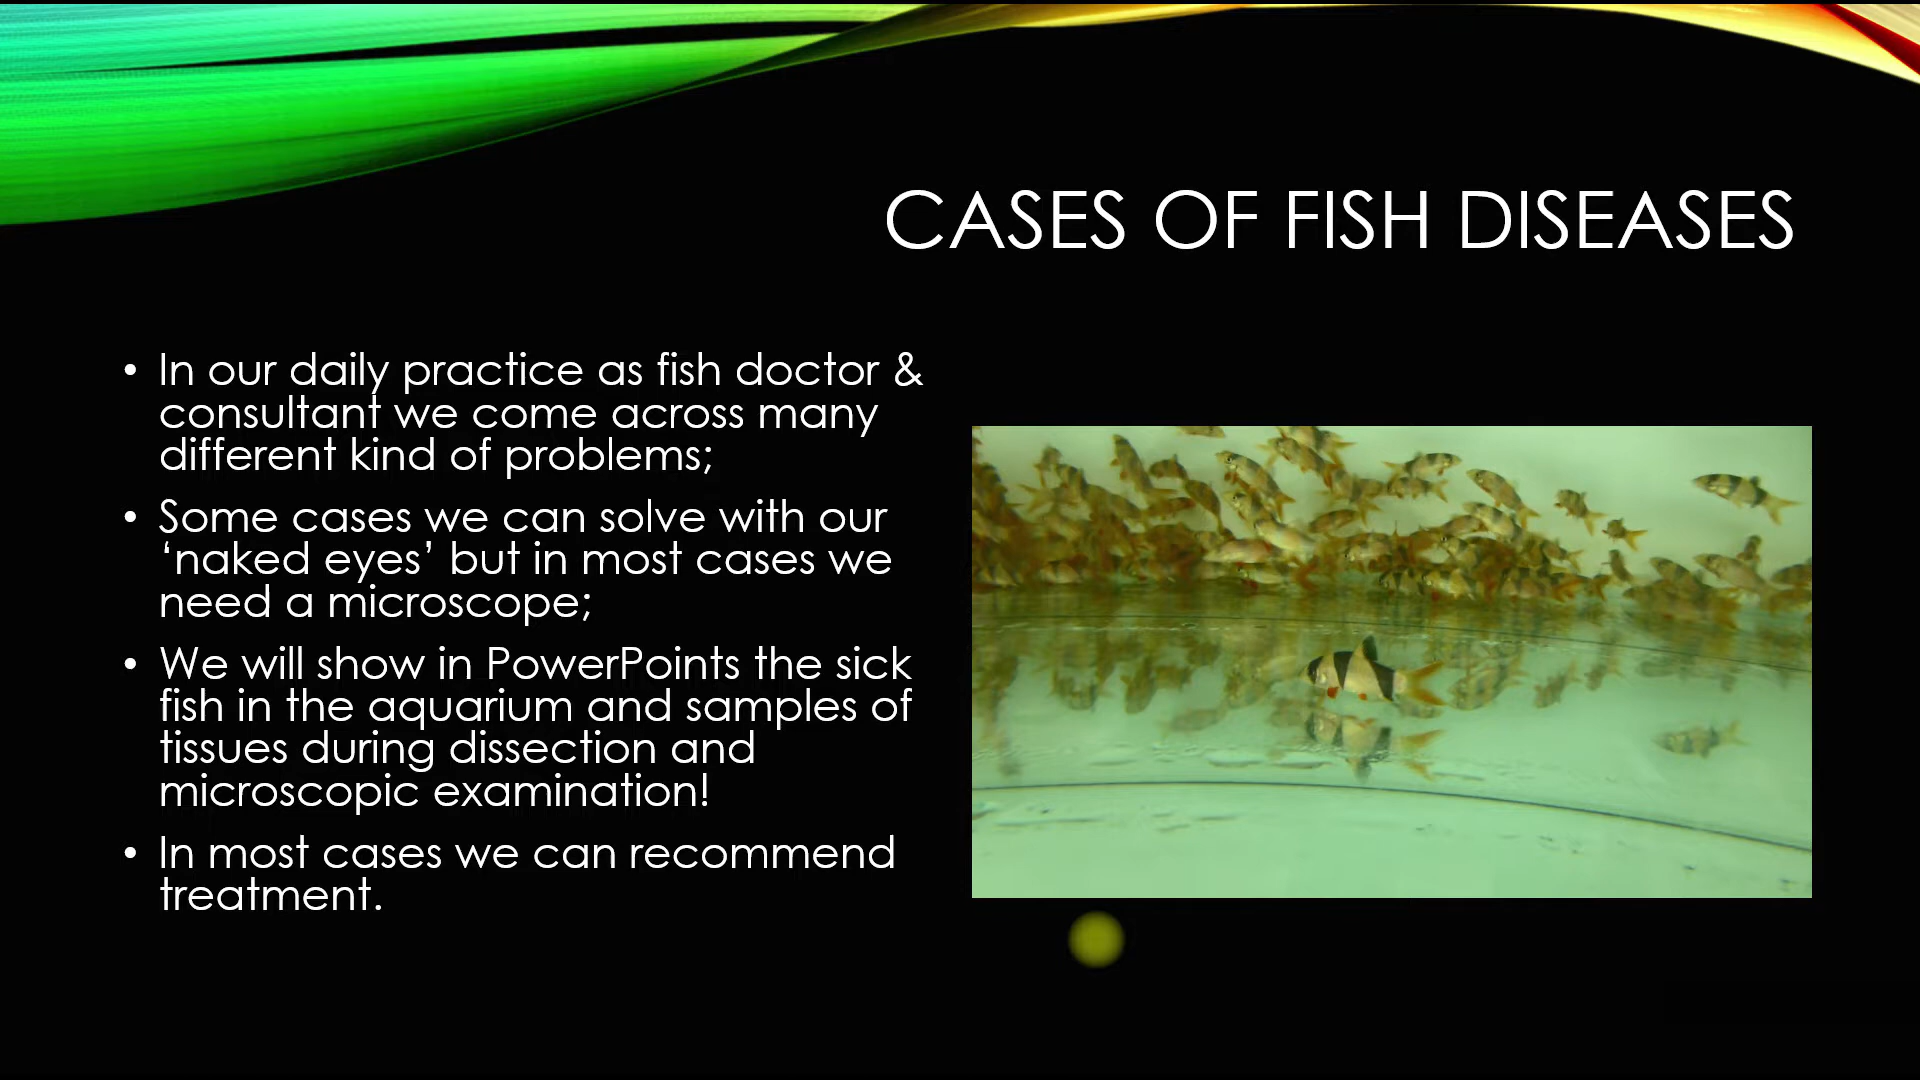 CASES OF FISH DISEASES
• In our daily practice as fish doctor &
consultant we come across many
different kind of problems;
• Some cases we can solve with our
‘naked eyes’ but in most cases we
need a microscope;
• We will show in PowerPoints the sick
fish in the aquarium and samples of
tissues during dissection and
microscopic examination!
• In most cases we can recommend
treatment.